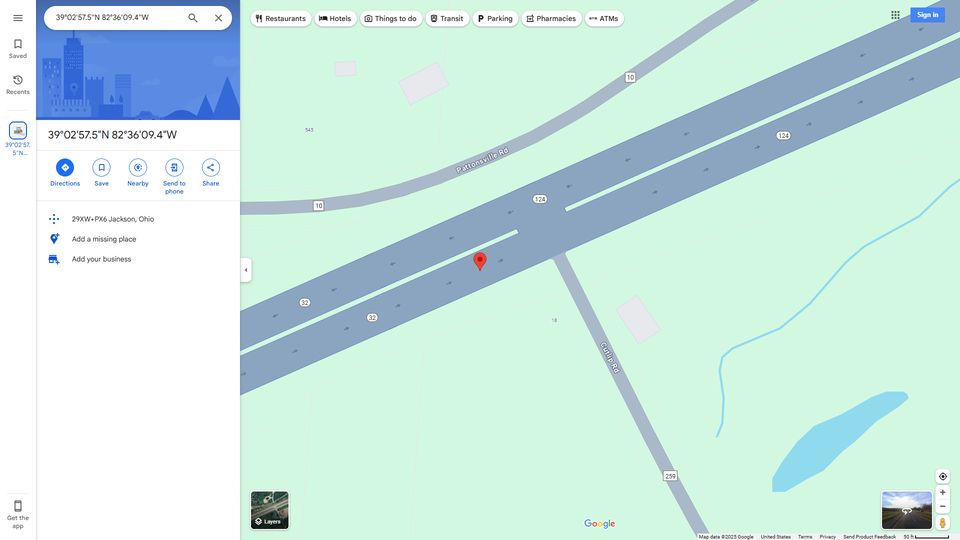 39°02'57.5"N 82°36'09.4"W
Restaurants
Hotels
Things to do
Transit
Parking
Pharmacies
ATMs
Sign in
Saved
Recents
39°02'57.
5"N...
39°02'57.5"N 82°36'09.4"W
Directions
Save
Nearby
Send to
phone
Share
29XW+PX6 Jackson, Ohio
Add a missing place
Add your business
Get the
app
10
543
Pattonsville Rd
124
10
124
32
32
18
Cutlip Rd
259
Layers
Google
Map data ©2025 Google
United States
Terms
Privacy
Send Product Feedback
50 ft